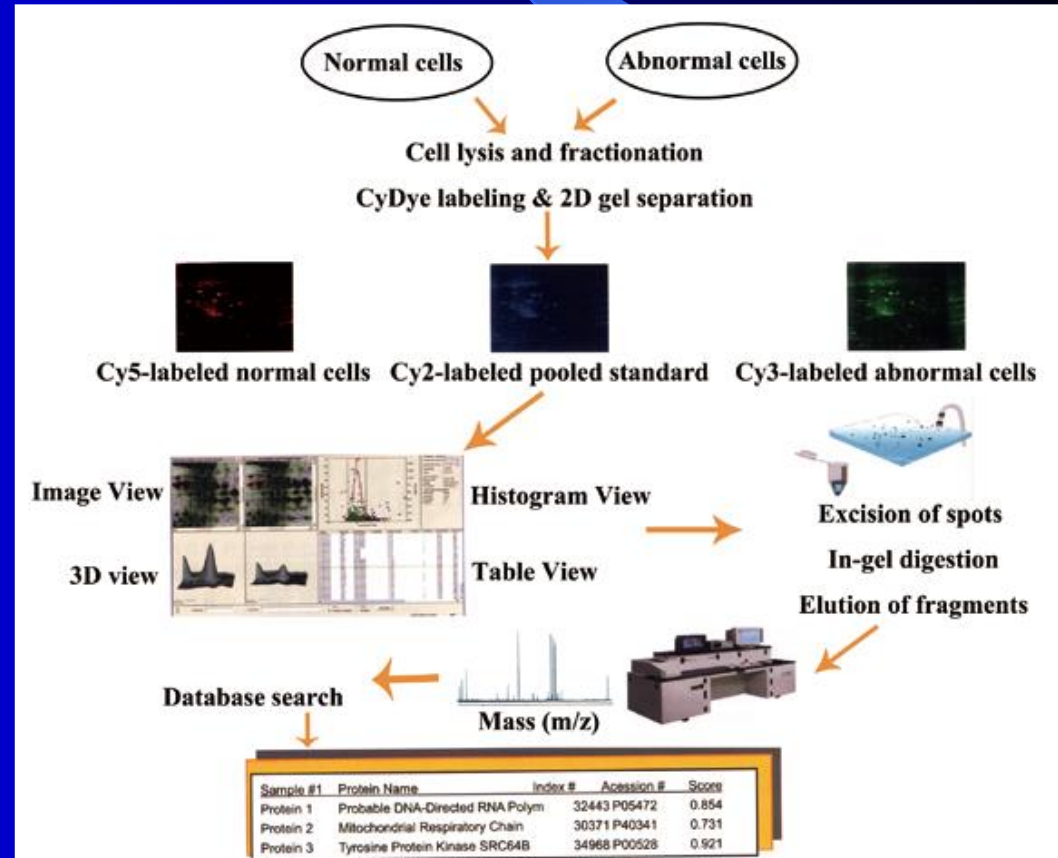 Normal cells
Abnormal cells
Cell lysis and fractionation
CyDye labeling & 2D gel separation
Cy5-labeled normal cells
Cy2-labeled pooled standard
Cy3-labeled abnormal cells
Image View
Histogram View
3D view
Table View
Excision of spots
In-gel digestion
Elution of fragments
Mass (m/z)
Database search
Sample #1 Protein Name Index # Acession # Score
Protein 1 Probable DNA-Directed RNA Polym 32443 P05472 0.854
Protein 2 Mitochondrial Respiratory Chain 30371 P40341 0.731
Protein 3 Tyrosine Protein Kinase SRC64B 34968 P00528 0.921